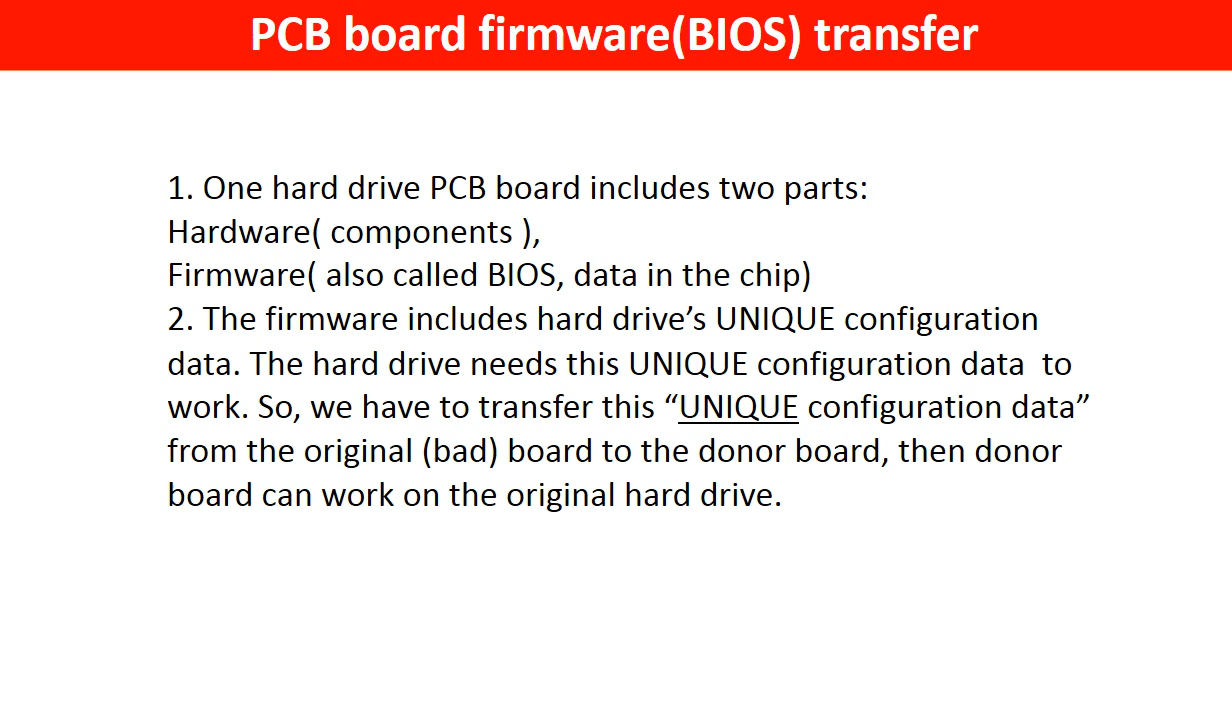 PCB board firmware(BIOS) transfer
1. One hard drive PCB board includes two parts:
Hardware( components ),
Firmware( also called BIOS, data in the chip)
2. The firmware includes hard drive’s UNIQUE configuration
data. The hard drive needs this UNIQUE configuration data  to
work. So, we have to transfer this “UNIQUE configuration data”
from the original (bad) board to the donor board, then donor
board can work on the original hard drive.